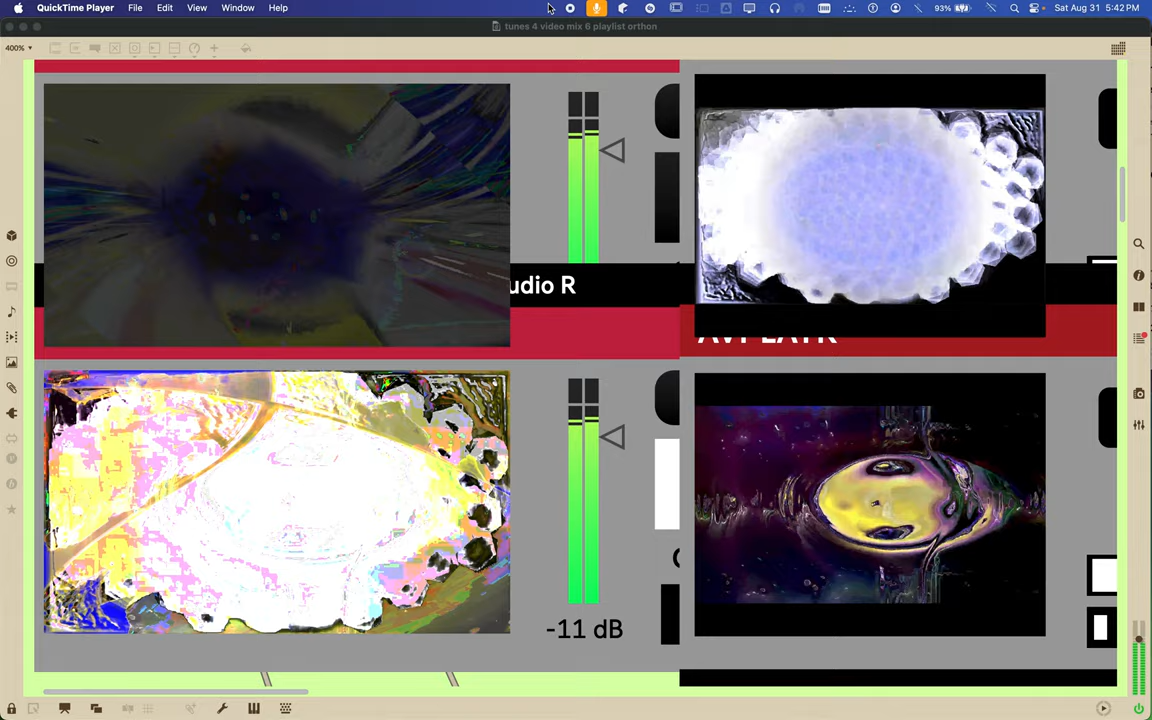 QuickTime Player File Edit View Window Help 93% Sat Aug 31 5:42 PM
tunes 4 video mix 6 playlist orthon
400%
udio R
-11 dB